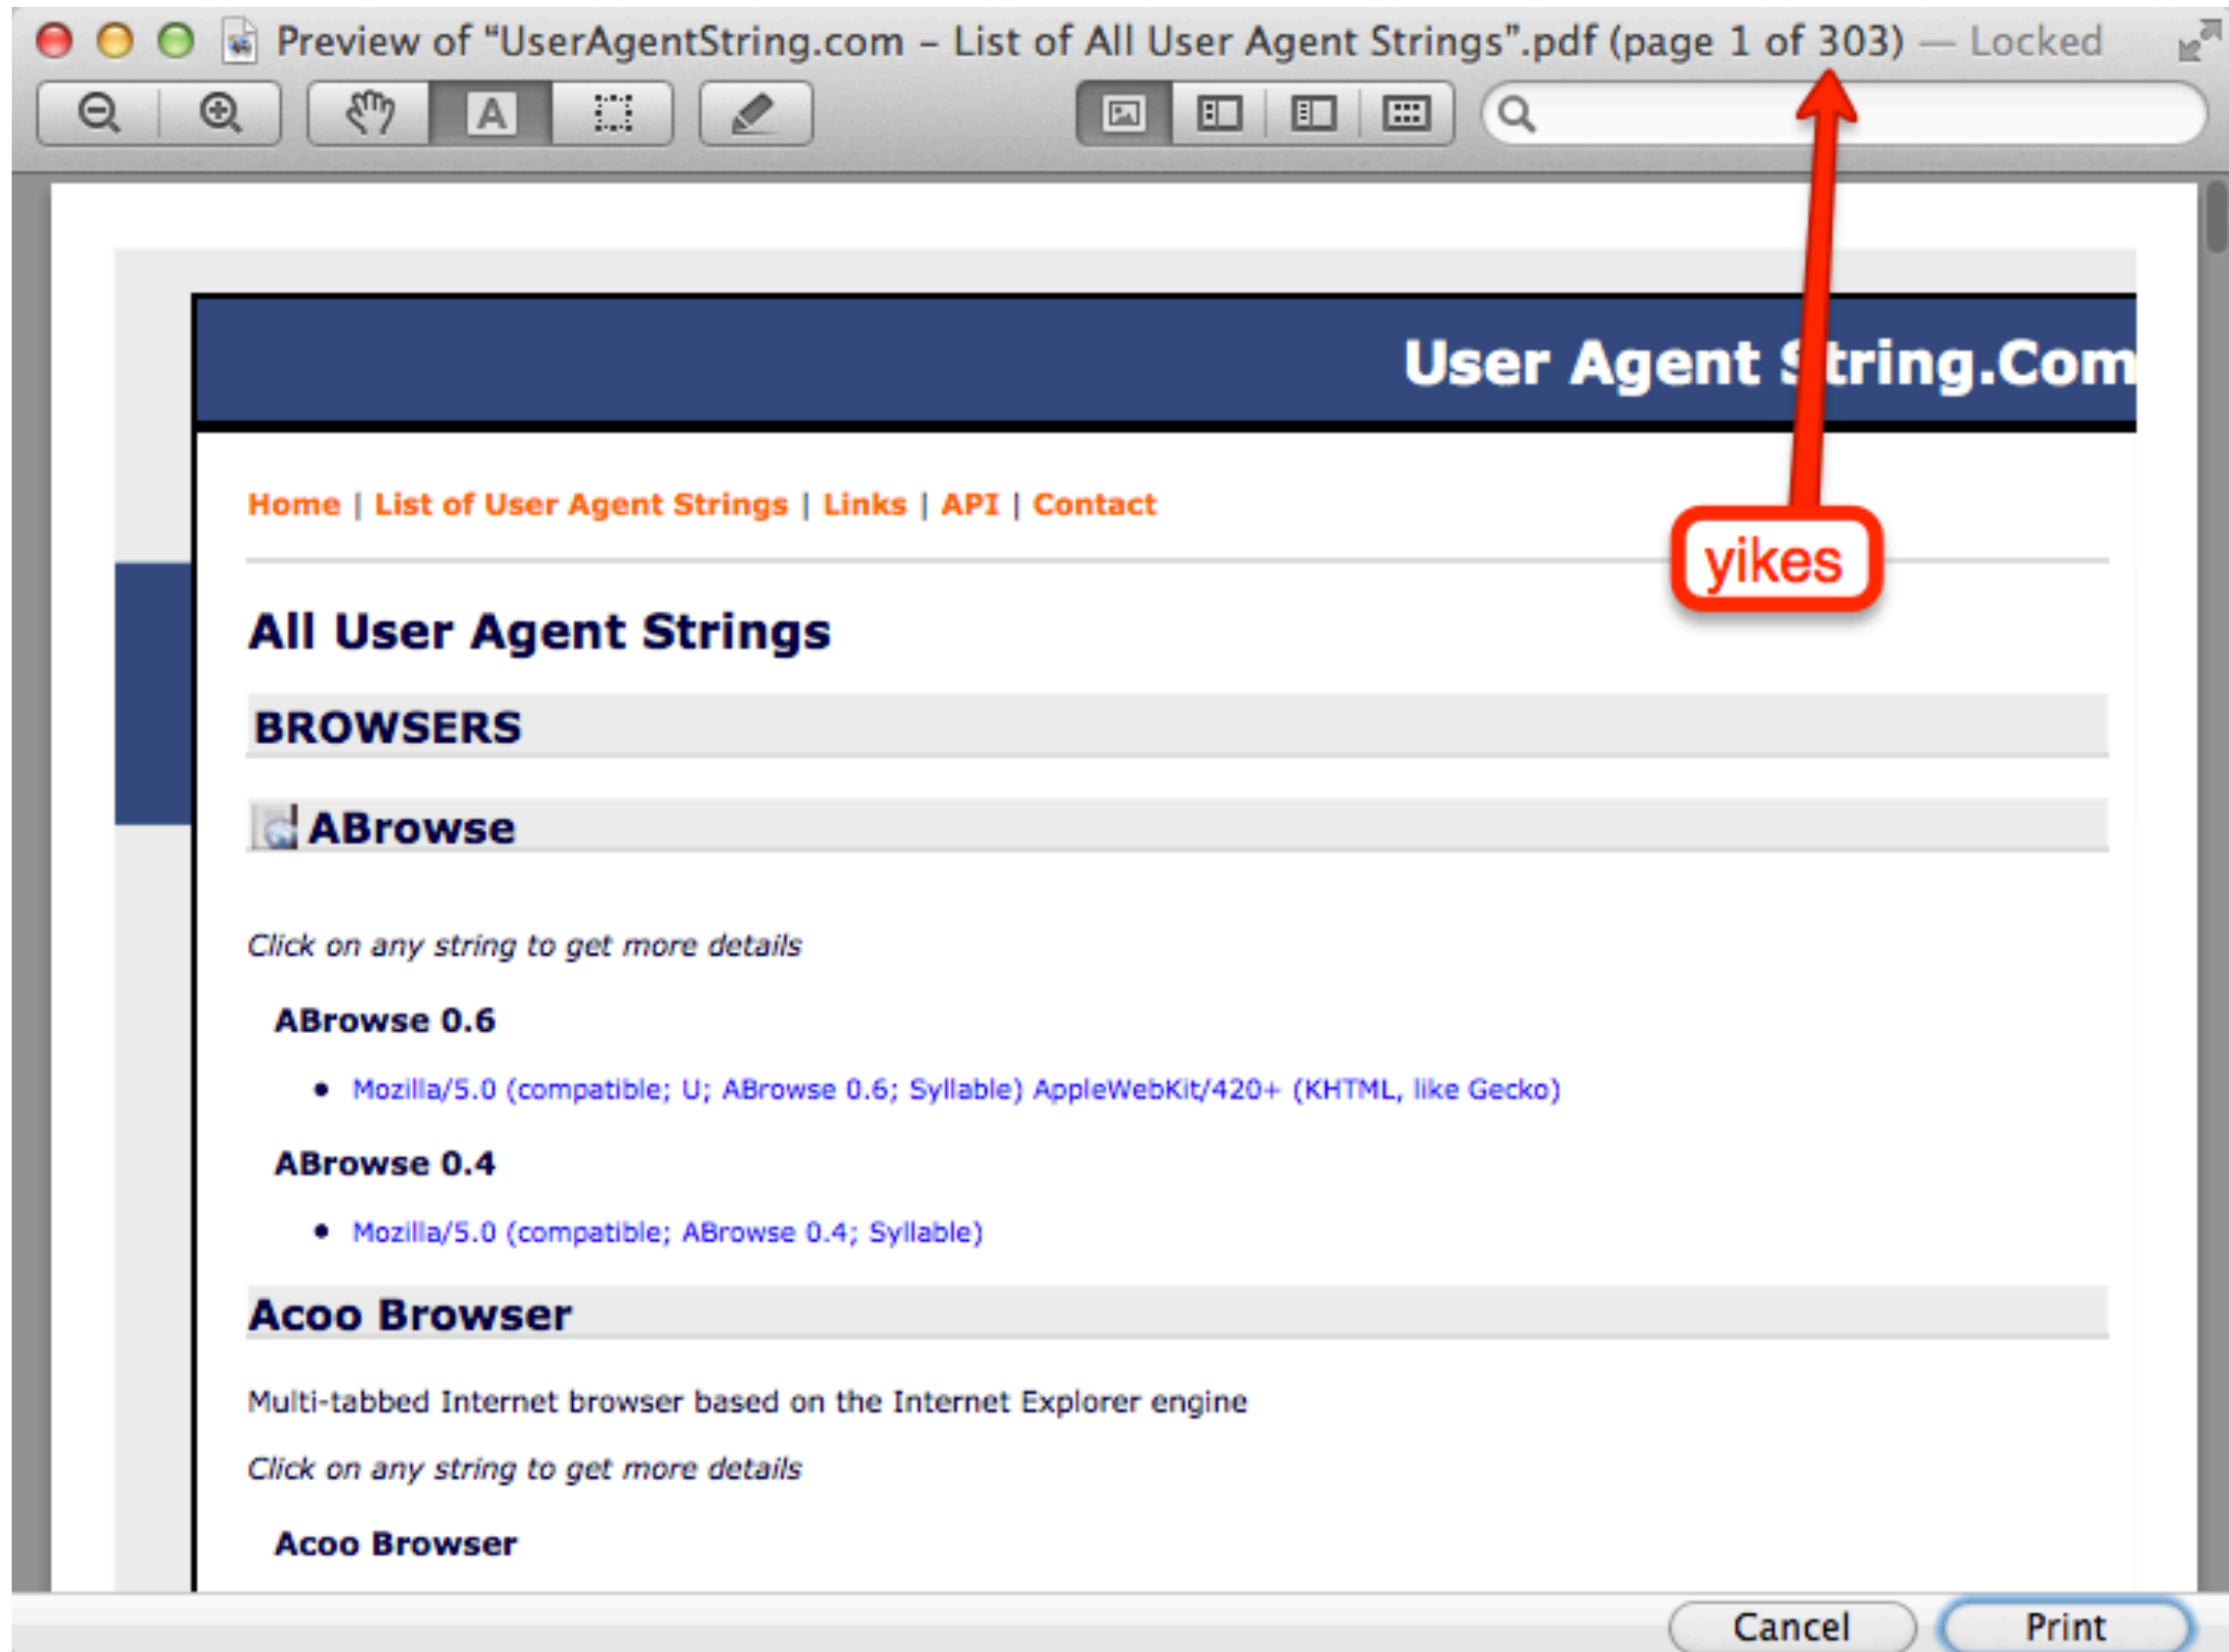 Preview of “UserAgentString.com – List of All User Agent Strings”.pdf (page 1 of 303) — Locked
A
User Agent String.Com
Home | List of User Agent Strings | Links | API | Contact
yikes
All User Agent Strings
BROWSERS
ABrowse
Click on any string to get more details
ABrowse 0.6
• Mozilla/5.0 (compatible; U; ABrowse 0.6; Syllable) AppleWebKit/420+ (KHTML, like Gecko)
ABrowse 0.4
• Mozilla/5.0 (compatible; ABrowse 0.4; Syllable)
Acoo Browser
Multi-tabbed Internet browser based on the Internet Explorer engine
Click on any string to get more details
Acoo Browser
Cancel Print